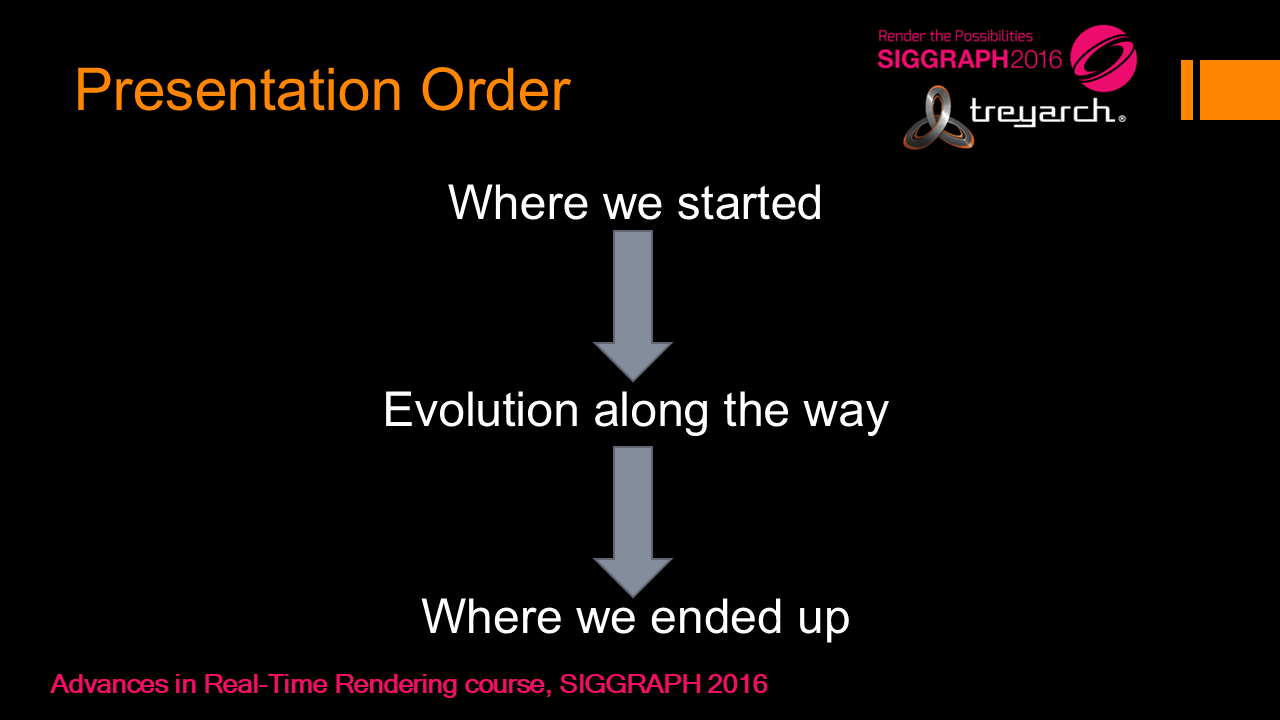 Presentation Order
Render the Possibilities
SIGGRAPH2016
treyarch®
Where we started
Evolution along the way
Where we ended up
Advances in Real-Time Rendering course, SIGGRAPH 2016